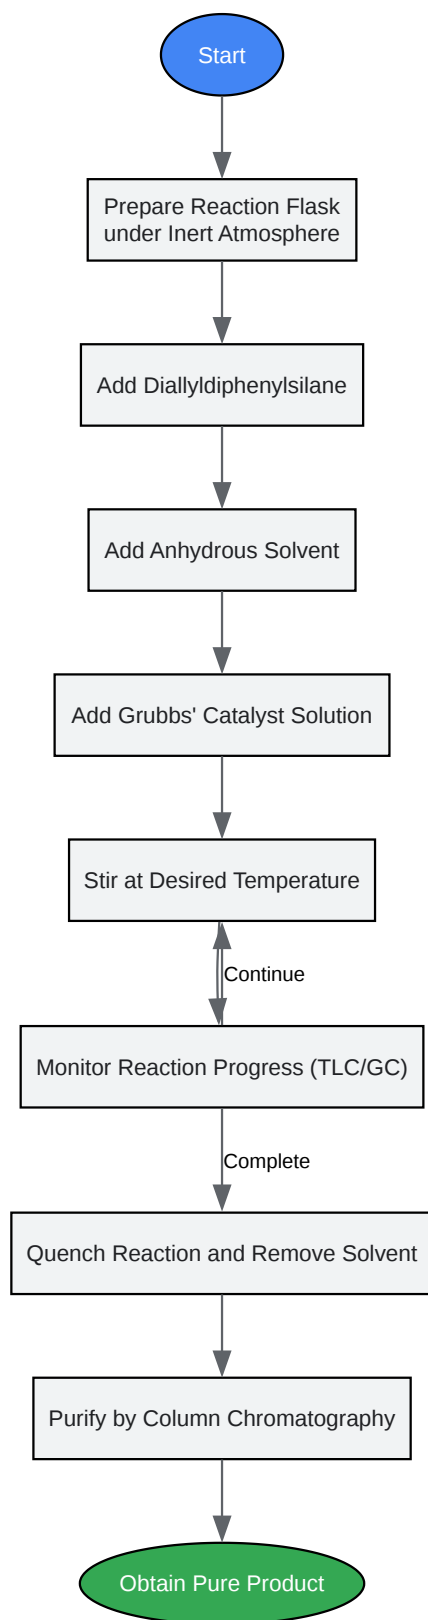 Start
Prepare Reaction Flask
under Inert Atmosphere
Add Diallyldiphenylsilane
Add Anhydrous Solvent
Add Grubbs' Catalyst Solution
Stir at Desired Temperature
Continue
Monitor Reaction Progress (TLC/GC)
Complete
Quench Reaction and Remove Solvent
Purify by Column Chromatography
Obtain Pure Product